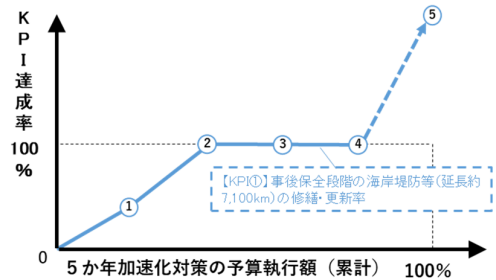 KPI達成率%
⑤
100
②
③
④
【KPI①】事後保全段階の海岸堤防等(延長約
7,100km)の修繕・更新率
①
0
100%
5か年加速化対策の予算執行額(累計)